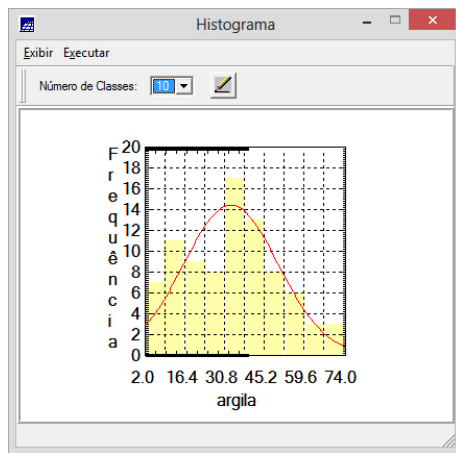 Histograma
Exibir Executar
Número de Classes: 10
Frequência
20
18
16
14
12
10
8
6
4
2
0
2.0 16.4 30.8 45.2 59.6 74.0
argila